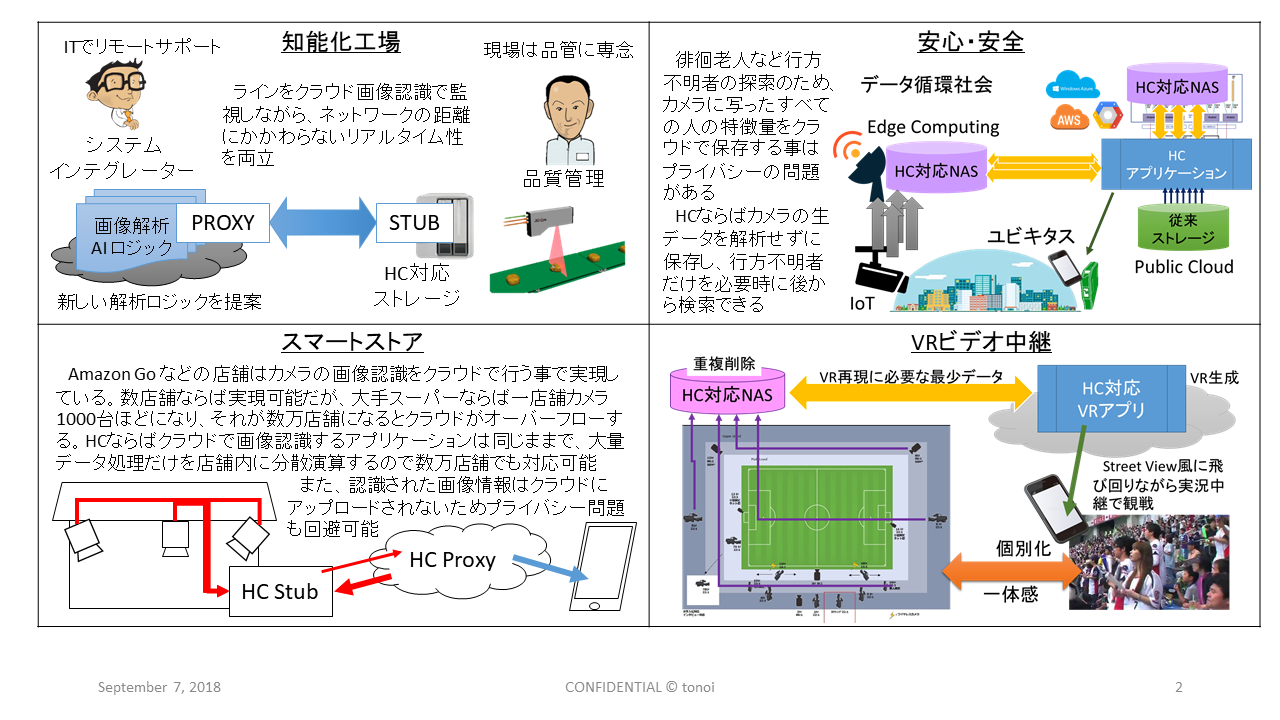 知能化工場
ITでリモートサポート
現場は品管に専念
ラインをクラウド画像認識で監
視しながら、ネットワークの距離
にかかわらないリアルタイム性
を両立
システム
インテグレーター
品質管理
画像解析
AIロジック
PROXY
STUB
HC対応
ストレージ
新しい解析ロジックを提案
安心・安全
徘徊老人など行方
不明者の探索のため、
カメラに写ったすべて
の人の特徴量をクラ
ウドで保存する事は
プライバシーの問題
がある
HCならばカメラの生
データを解析せずに
保存し、行方不明者
だけを必要時に後か
ら検索できる
データ循環社会
Edge Computing
HC対応NAS
Windows Azure
AWS
HC対応NAS
HC
アプリケーション
従来
ストレージ
Public Cloud
ユビキタス
IoT
スマートストア
Amazon Go などの店舗はカメラの画像認識をクラウドで行う事で実現し
ている。数店舗ならば実現可能だが、大手スーパーならば一店舗カメラ
1000台ほどになり、それが数万店舗になるとクラウドがオーバーフローす
る。HCならばクラウドで画像認識するアプリケーションは同じままで、大量
データ処理だけを店舗内に分散演算するので数万店舗でも対応可能
また、認識された画像情報はクラウドに
アップロードされないためプライバシー問題
も回避可能
HC Stub
HC Proxy
VRビデオ中継
重複削除
HC対応NAS
VR再現に必要な最少データ
HC対応
VRアプリ
VR生成
Street View風に飛
び回りながら実況中
継で観戦
個別化
一体感
September 7, 2018
CONFIDENTIAL © tonoi
2